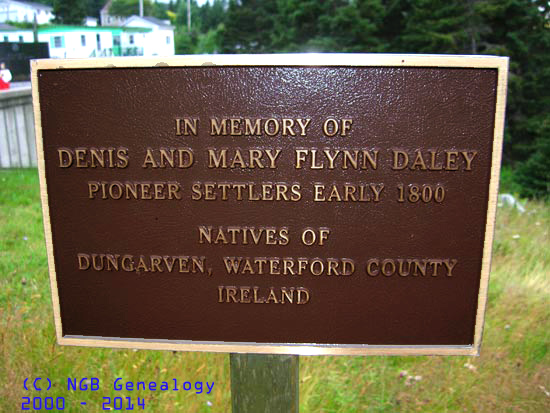 IN MEMORY OF
DENIS AND MARY FLYNN DALEY
PIONEER SETTLERS EARLY 1800
NATIVES OF
DUNGARVEN, WATERFORD COUNTY
IRELAND
(C) NGB Genealogy
2000 - 2014